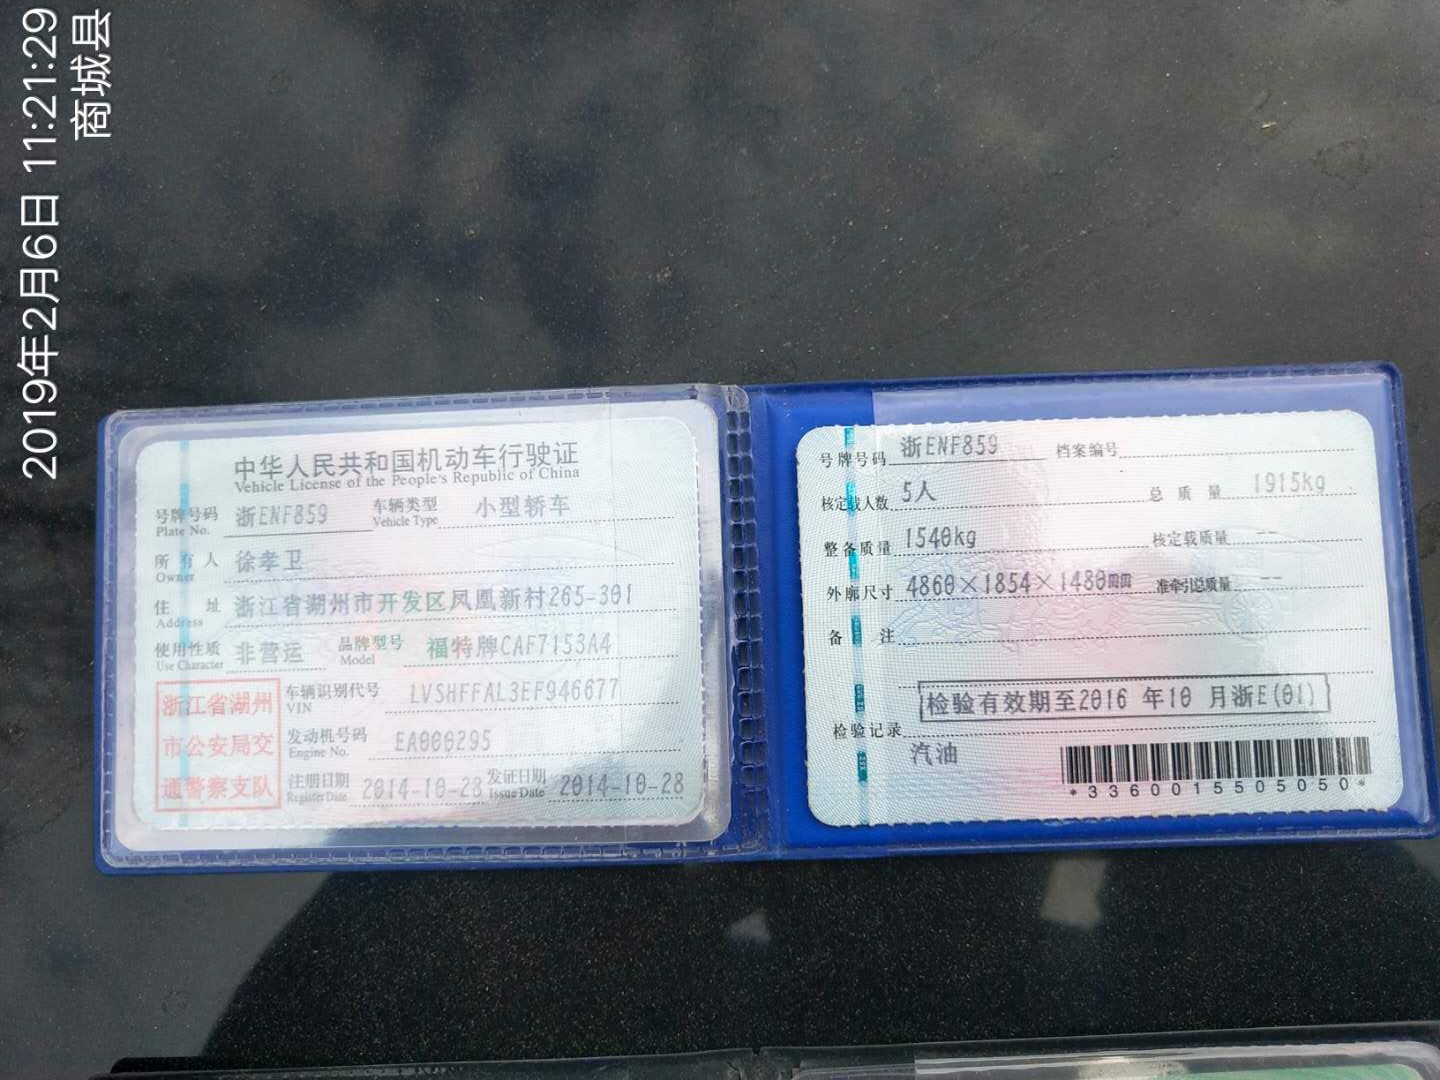 2019年2月6日 11:21:29
商城县
中华人民共和国机动车行驶证
Vehicle License of the People's Republic of China
号牌号码 浙ENF859 车辆类型 小型轿车
Plate No. Vehicle Type
所有人 徐孝卫
Owner
住址 浙江省湖州市开发区凤凰新村265-301
Address
使用性质 非营运 品牌型号 福特牌CAF7153A4
Use Character Model
浙江省湖州
市公安局交
通警察支队
车辆识别代号 LVSHFFAL3EF946677
VIN
发动机号码 EA000295
Engine No.
注册日期 2014-10-28 发证日期 2014-10-28
Register Date Issue Date
号牌号码 浙ENF859 档案编号
核定载人数 5人 总质量 1915kg
整备质量 1540kg 核定载质量 --
外廓尺寸 4860×1854×1480mm 准牵引总质量 --
备注
检验有效期至2016 年10 月浙E(01)
检验记录
汽油
*3360015505050*